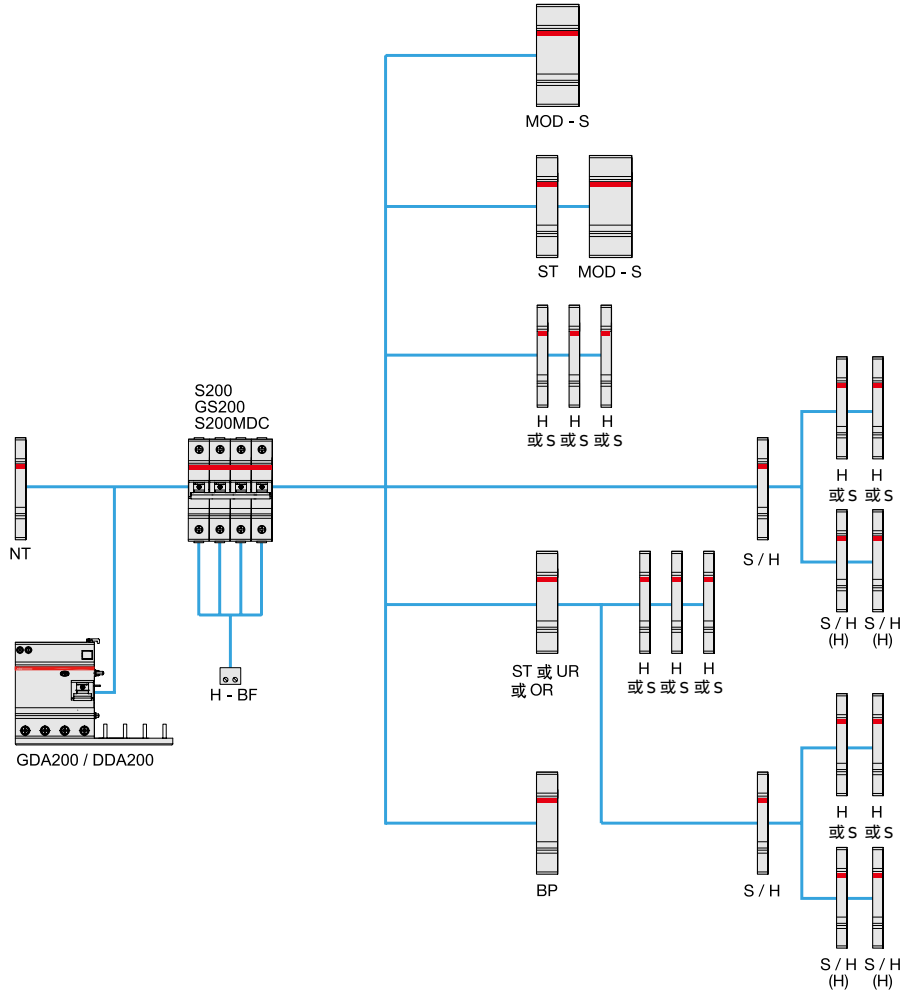 MOD - S
ST
MOD - S
H
或 S
H
或 S
H
或 S
S200
GS200
S200MDC
NT
H - BF
GDA200 / DDA200
S / H
H
或 S
H
或 S
S / H
(H)
S / H
(H)
ST 或 UR
或 OR
H
或 S
H
或 S
H
或 S
BP
S / H
H
或 S
H
或 S
S / H
(H)
S / H
(H)